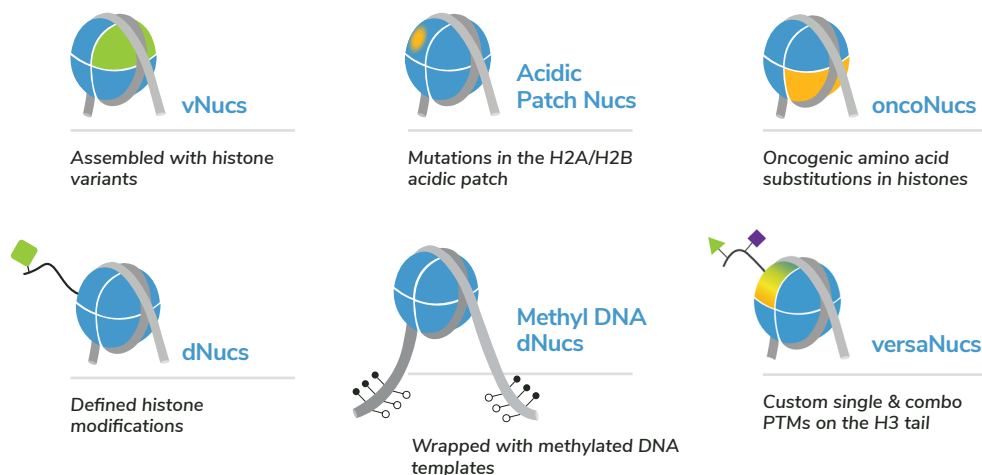 vNucs
Assembled with histone
variants
Acidic
Patch Nucs
Mutations in the H2A/H2B
acidic patch
oncoNucs
Oncogenic amino acid
substitutions in histones
dNucs
Defined histone
modifications
Methyl DNA
dNucs
Wrapped with methylated DNA
templates
versaNucs
Custom single & combo
PTMs on the H3 tail